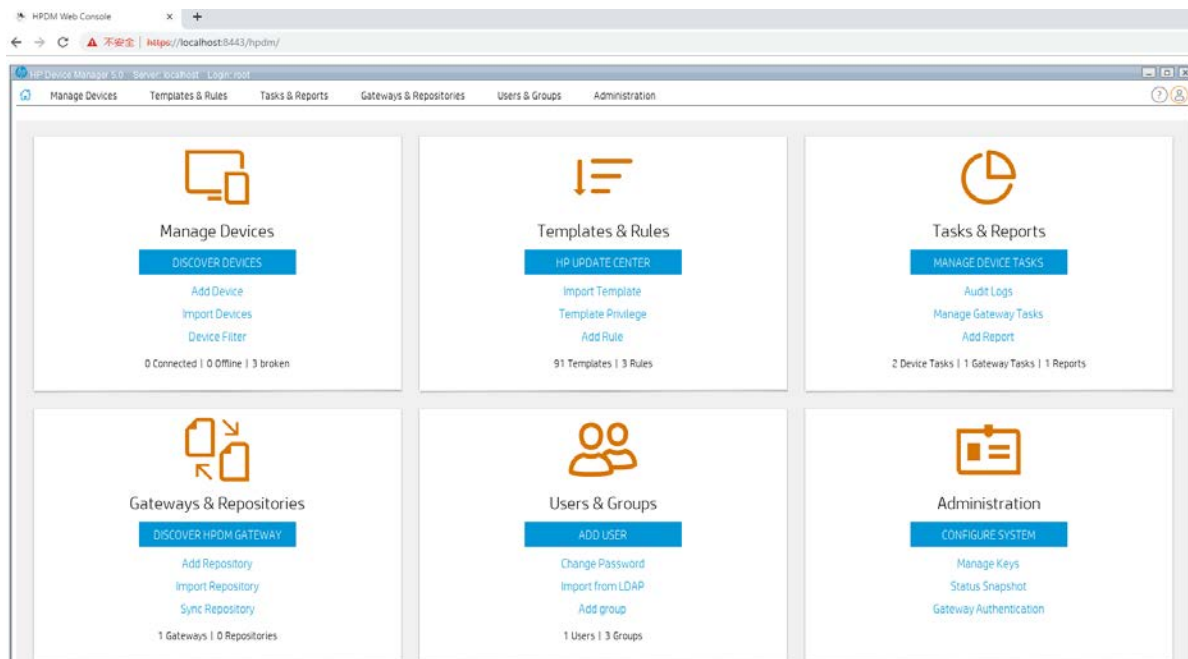 HPDM Web Console × +
不安全 | https://localhost:8443/hpdm/
HP Device Manager 5.0 Server: localhost Login: root
Manage Devices Templates & Rules Tasks & Reports Gateways & Repositories Users & Groups Administration ?
Manage Devices
DISCOVER DEVICES
Add Device
Import Devices
Device Filter
0 Connected | 0 Offline | 3 broken
Templates & Rules
HP UPDATE CENTER
Import Template
Template Privilege
Add Rule
91 Templates | 3 Rules
Tasks & Reports
MANAGE DEVICE TASKS
Audit Logs
Manage Gateway Tasks
Add Report
2 Device Tasks | 1 Gateway Tasks | 1 Reports
Gateways & Repositories
DISCOVER HPDM GATEWAY
Add Repository
Import Repository
Sync Repository
1 Gateways | 0 Repositories
Users & Groups
ADD USER
Change Password
Import from LDAP
Add group
1 Users | 3 Groups
Administration
CONFIGURE SYSTEM
Manage Keys
Status Snapshot
Gateway Authentication